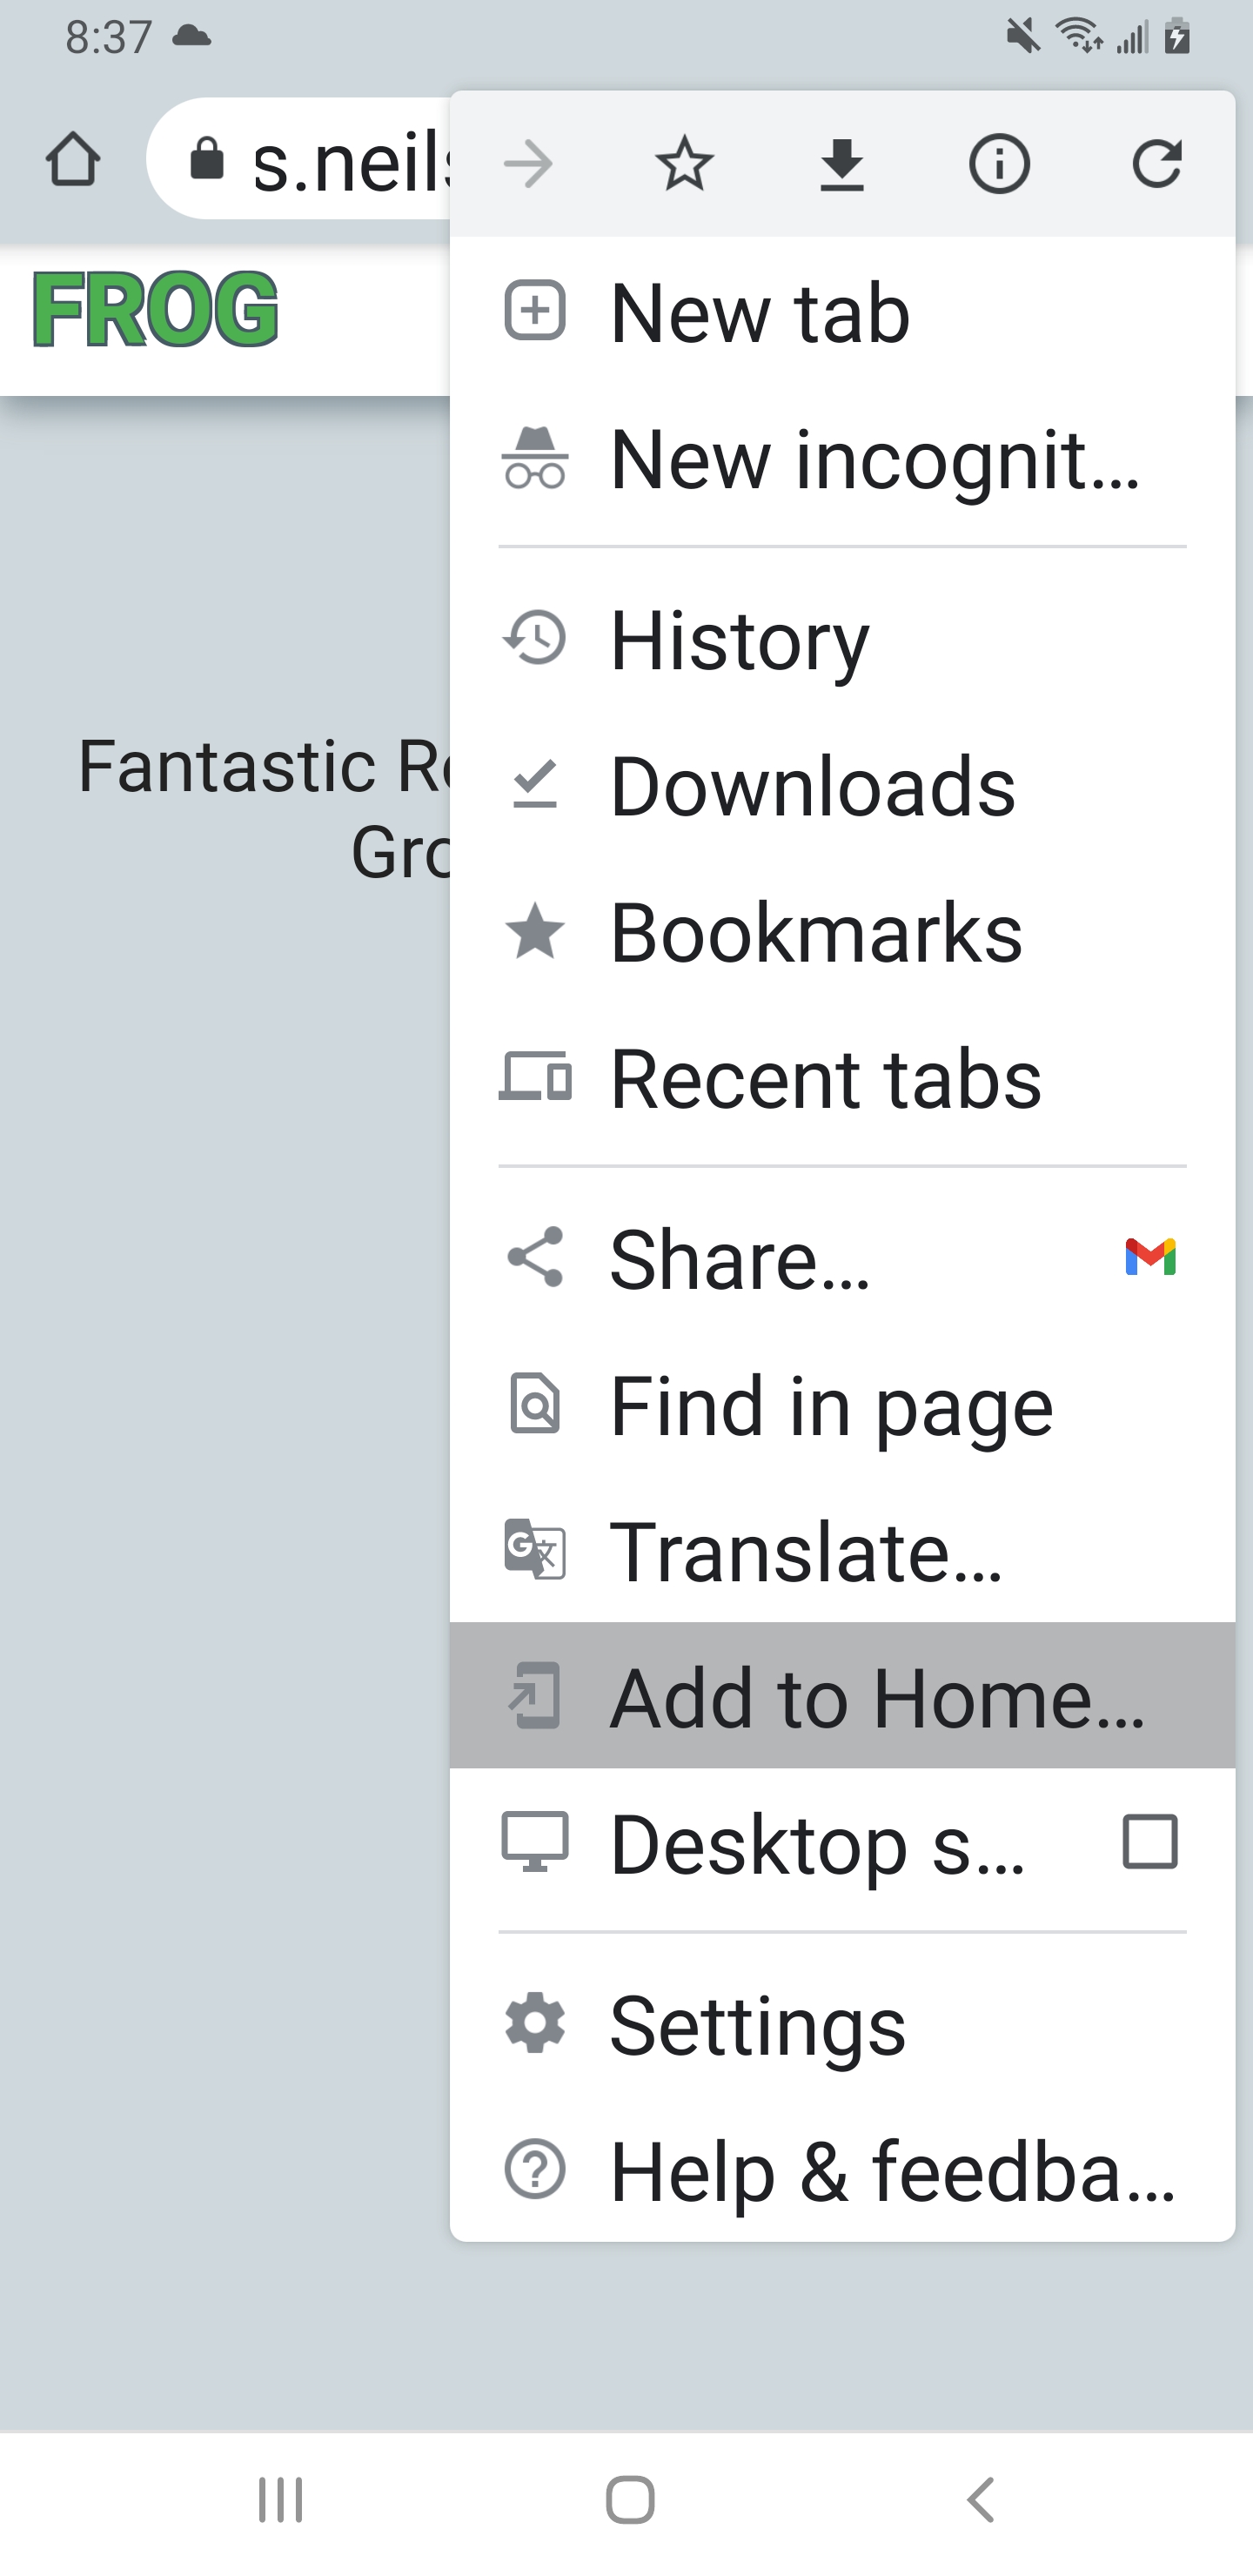 8:37
s.neils
FROG
New tab
New incognit...
History
Fantastic
Downloads
Bookmarks
Recent tabs
Share...
Find in page
Translate...
Add to Home...
Desktop s...
Settings
Help & feedba...